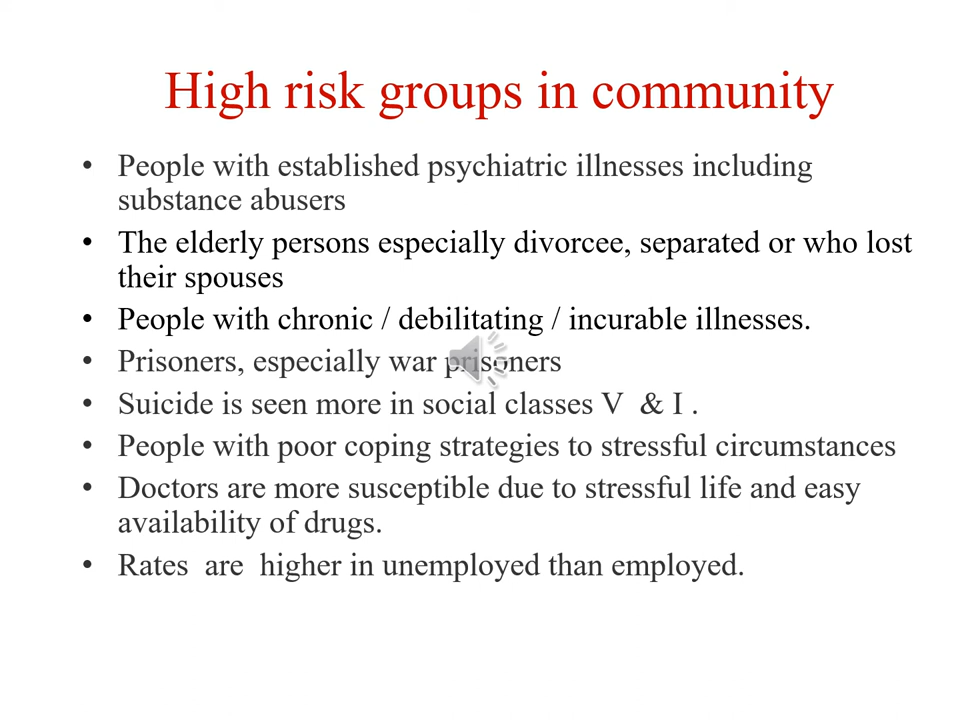 High risk groups in community
• People with established psychiatric illnesses including
substance abusers
• The elderly persons especially divorcee, separated or who lost
their spouses
• People with chronic / debilitating / incurable illnesses.
• Prisoners, especially war prisoners
• Suicide is seen more in social classes V  & I .
• People with poor coping strategies to stressful circumstances
• Doctors are more susceptible due to stressful life and easy
availability of drugs.
• Rates  are  higher in unemployed than employed.